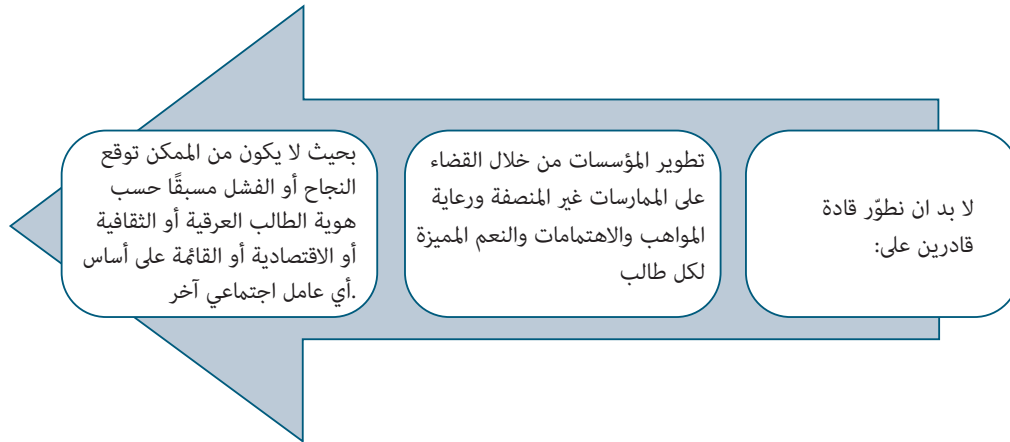 لا بد ان نطوّر قادة
قادرين على:
تطوير المؤسسات من خلال القضاء
على الممارسات غير المنصفة ورعاية
المواهب والاهتمامات والنعم المميزة
لكل طالب
بحيث لا يكون من الممكن توقع
النجاح أو الفشل مسبقًا حسب
هوية الطالب العرقية أو الثقافية
أو الاقتصادية أو القائمة على أساس
.أي عامل اجتماعي آخر